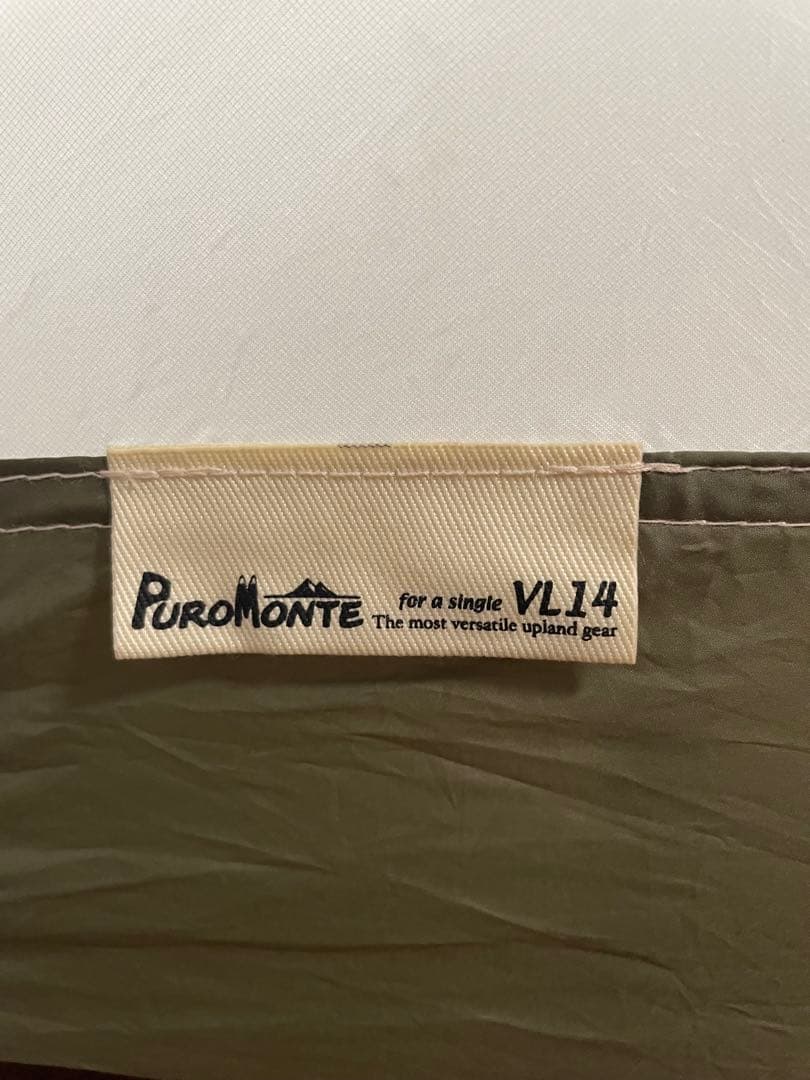 PUROMONTE for a single VL14
The most versatile upland gear